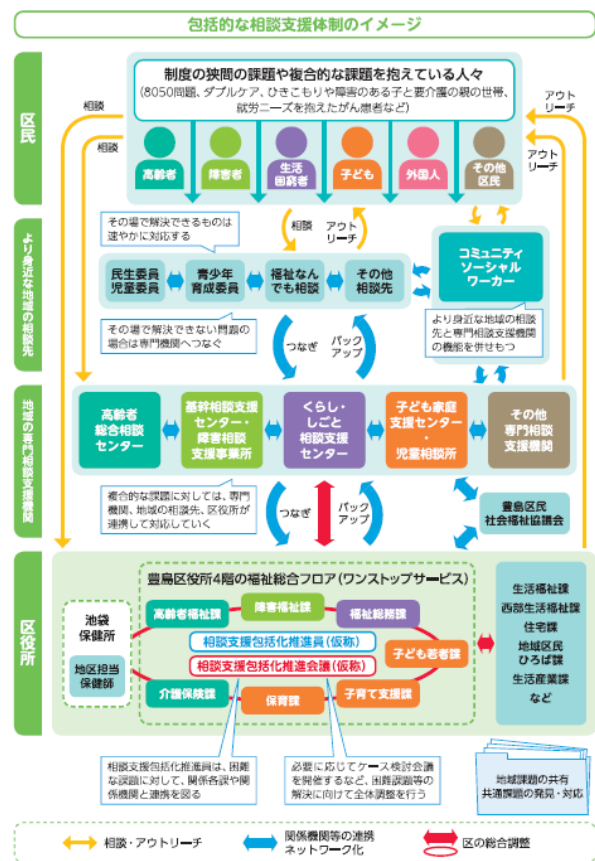 包括的な相談支援体制のイメージ
区民
制度の狭間の課題や複合的な課題を抱えている人々
(8050問題、ダブルケア、ひきこもりや障害のある子と要介護の親の世帯、
就労ニーズを抱えたがん患者など)
相談
相談
アウト
リーチ
アウト
リーチ
高齢者
障害者
生活
困窮者
子ども
外国人
その他
区民
より身近な地域の相談先
その場で解決できるものは
速やかに対応する
相談
アウト
リーチ
民生委員
児童委員
青少年
育成委員
福祉なん
でも相談
その他
相談先
コミュニティ
ソーシャル
ワーカー
より身近な地域の相談
先と専門相談支援機関
の機能を併せもつ
その場で解決できない問題の
場合は専門機関へつなぐ
つなぎ
バック
アップ
地域の専門相談支援機関
高齢者
総合相談
センター
基幹相談支援
センター・
障害相談
支援事業所
くらし・
しごと
相談支援
センター
子ども家庭
支援センター
・
児童相談所
その他
専門相談
支援機関
複合的な課題に対しては、専門
機関、地域の相談先、区役所が
連携して対応していく
つなぎ
バック
アップ
豊島区民
社会福祉協議会
区役所
豊島区役所4階の福祉総合フロア(ワンストップサービス)
池袋
保健所
地区担当
保健師
高齢者福祉課
障害福祉課
福祉総務課
相談支援包括化推進員(仮称)
相談支援包括化推進会議(仮称)
子ども若者課
介護保険課
保育課
子育て支援課
生活福祉課
西部生活福祉課
住宅課
地域区民
ひろば課
生活産業課
など
相談支援包括化推進員は、困難
な課題に対して、関係各課や関
係機関と連携を図る
必要に応じてケース検討会議
を開催するなど、困難課題等の
解決に向けて全体調整を行う
地域課題の共有
共通課題の発見・対応
相談・アウトリーチ
関係機関等の連携
ネットワーク化
区の総合調整